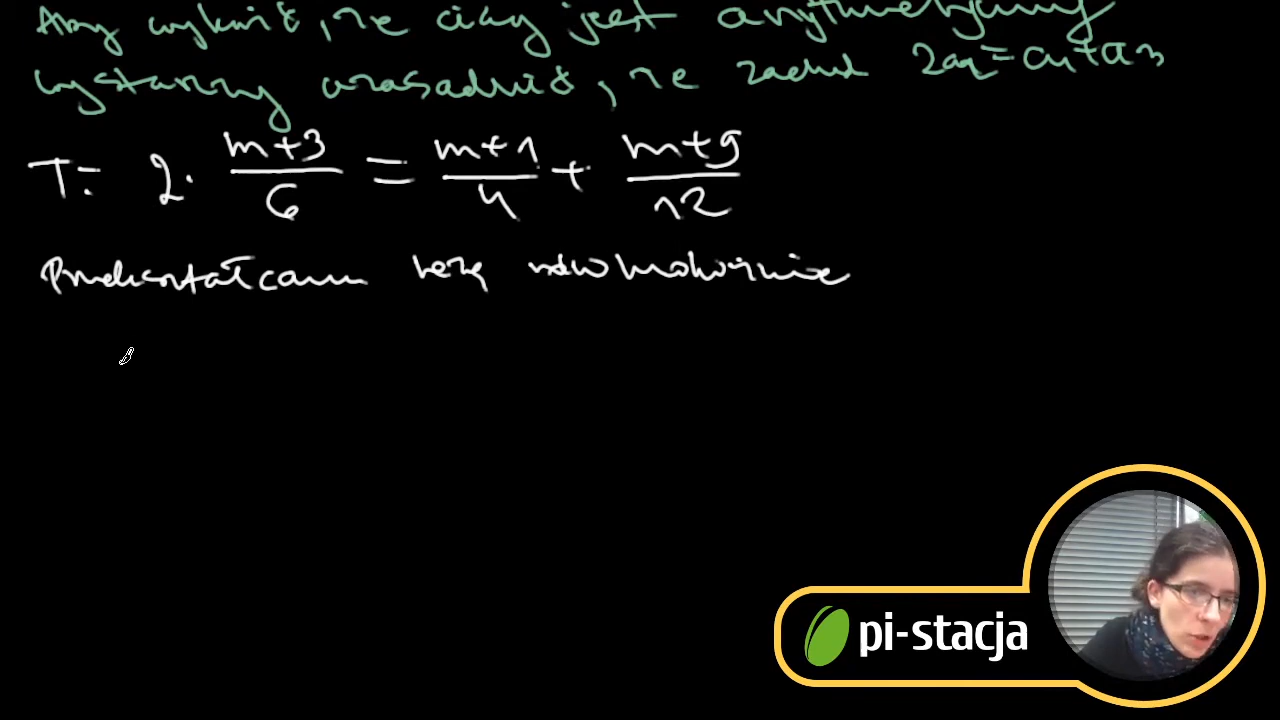 Aby wykazać, że ciąg jest arytmetyczny
wystarczy uzasadnić, że zachodzi 2a₂=a₁+a₃
T: 2· (m+3)/6 = (m+1)/4 + (m+9)/12
Przekształcamy tezę równoważnie
pi-stacja